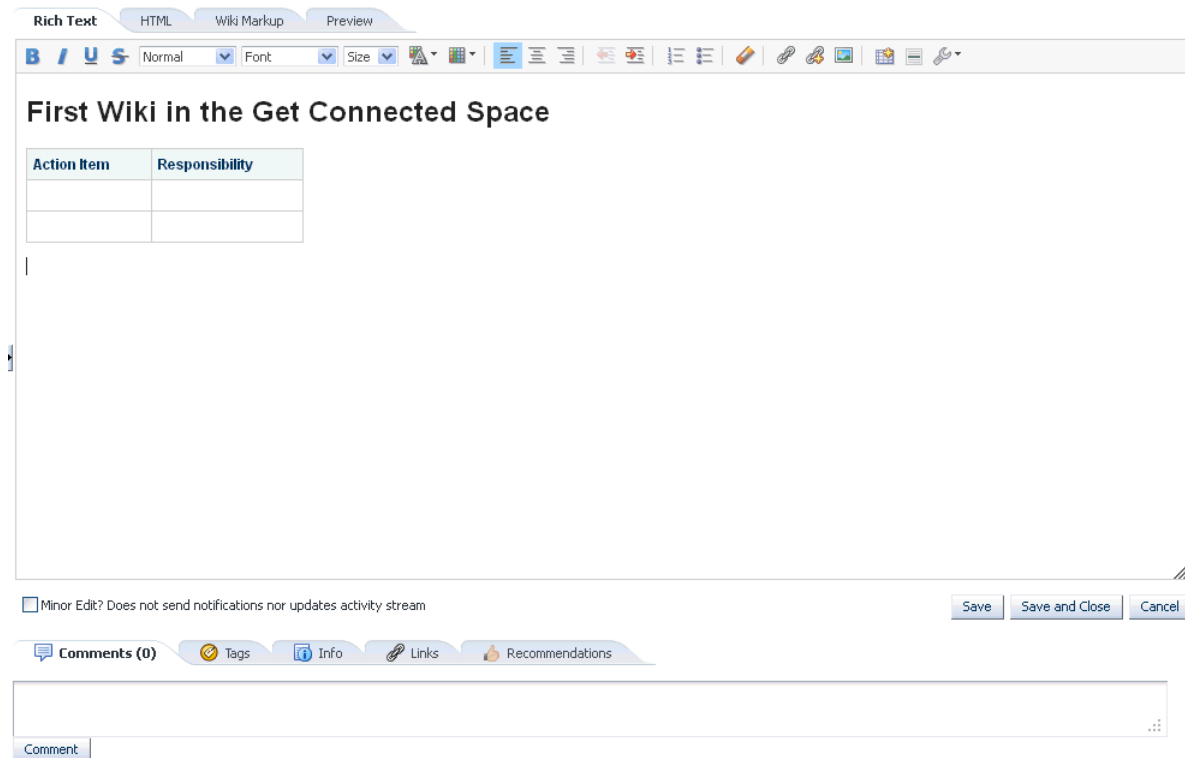 Rich Text HTML Wiki Markup Preview
B I U S Normal Font Size
First Wiki in the Get Connected Space
Action Item Responsibility
Minor Edit? Does not send notifications nor updates activity stream
Save Save and Close Cancel
Comments (0) Tags Info Links Recommendations
Comment